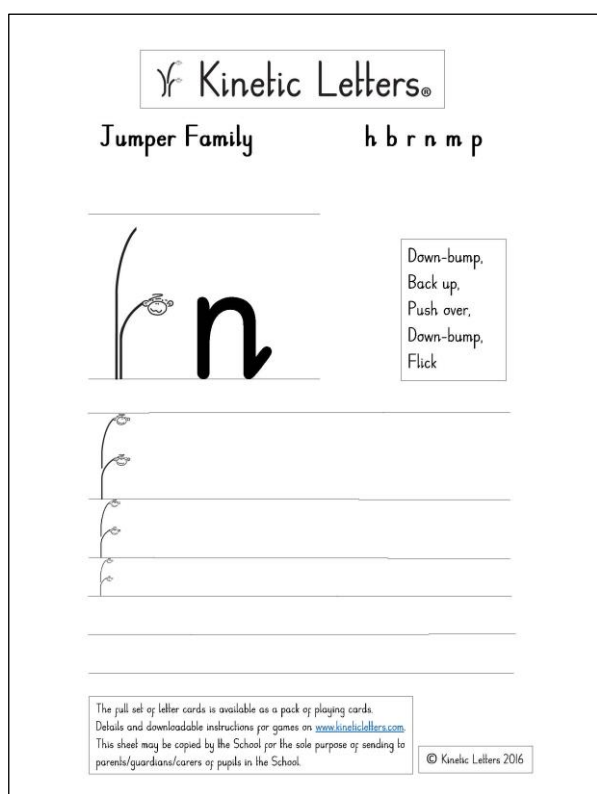 Kinetic Letters®
Jumper Family h b r n m p
n
Down-bump,
Back up,
Push over,
Down-bump,
Flick
The full set of letter cards is available as a pack of playing cards.
Details and downloadable instructions for games on www.kineticletters.com.
This sheet may be copied by the School for the sole purpose of sending to
parents/guardians/carers of pupils in the School.
© Kinetic Letters 2016